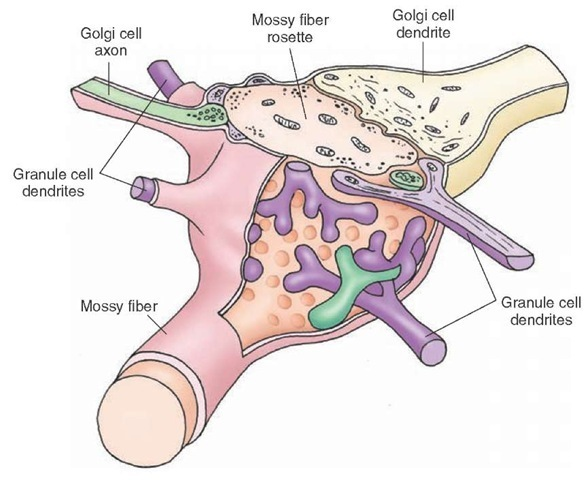 Golgi cell
axon
Mossy fiber
rosette
Golgi cell
dendrite
Granule cell
dendrites
Mossy fiber
Granule cell
dendrites